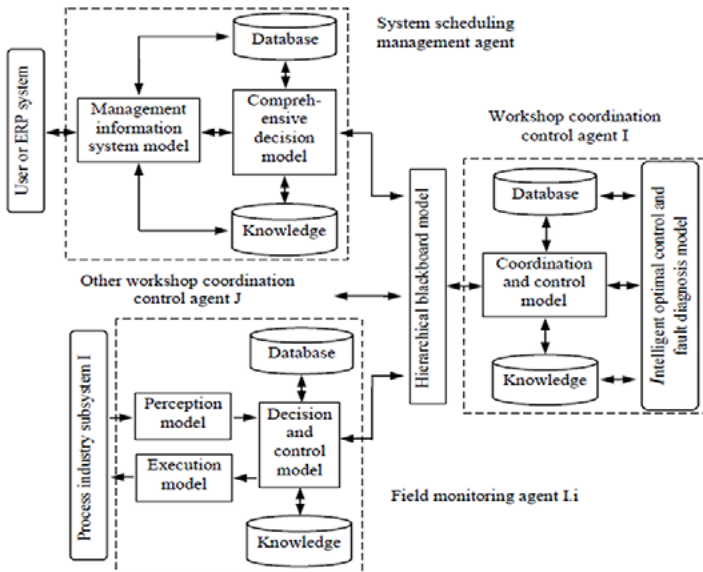 System scheduling
management agent
User or ERP system
Management
information
system model
Database
Comprehen-
hensive
decision model
Knowledge
Hierarchical blackboard model
Workshop coordination
control agent I
Database
Coordination
and control
model
Knowledge
Intelligent optimal control and
fault diagnosis model
Other workshop coordination
control agent J
Process industry subsystem I
Perception
model
Execution
model
Database
Decision
and
control
model
Knowledge
Field monitoring agent I.i